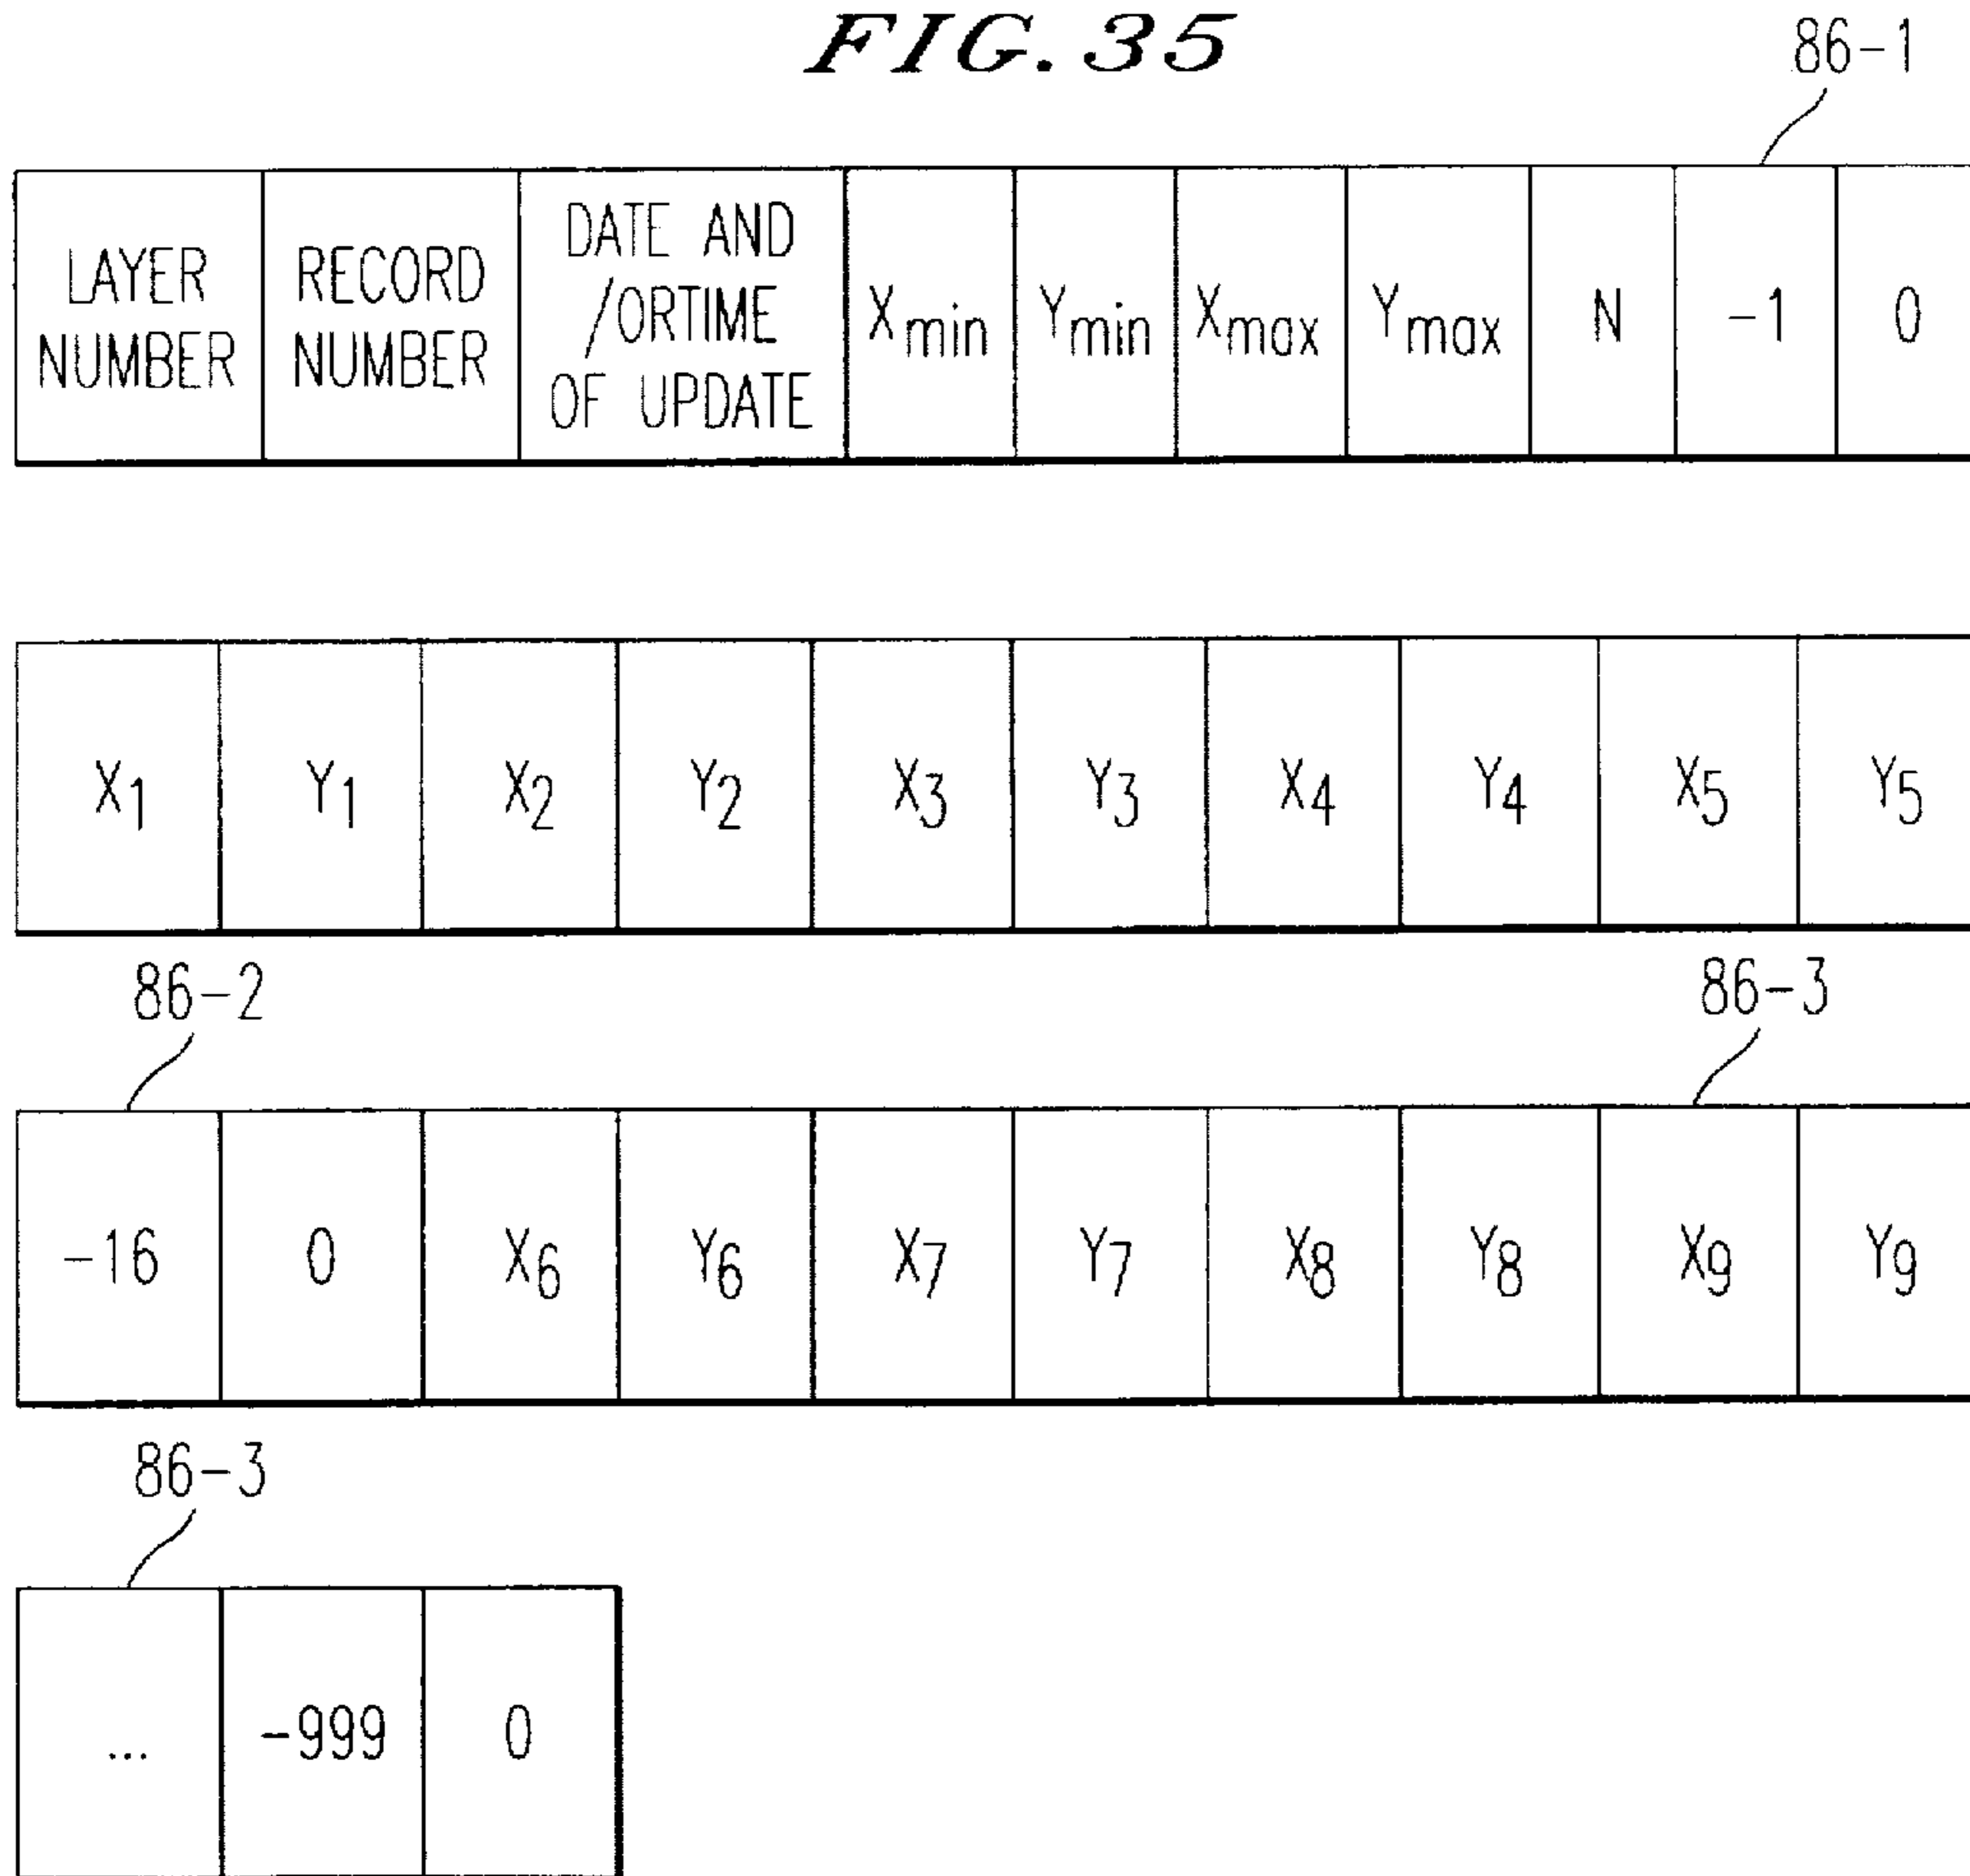 FIG. 35
86-1
LAYER NUMBER
RECORD NUMBER
DATE AND /ORTIME OF UPDATE
Xmin
Ymin
Xmax
Ymax
N
-1
0
X1
Y1
X2
Y2
X3
Y3
X4
Y4
X5
Y5
86-2
86-3
-16
0
X6
Y6
X7
Y7
X8
Y8
X9
Y9
86-3
...
-999
0